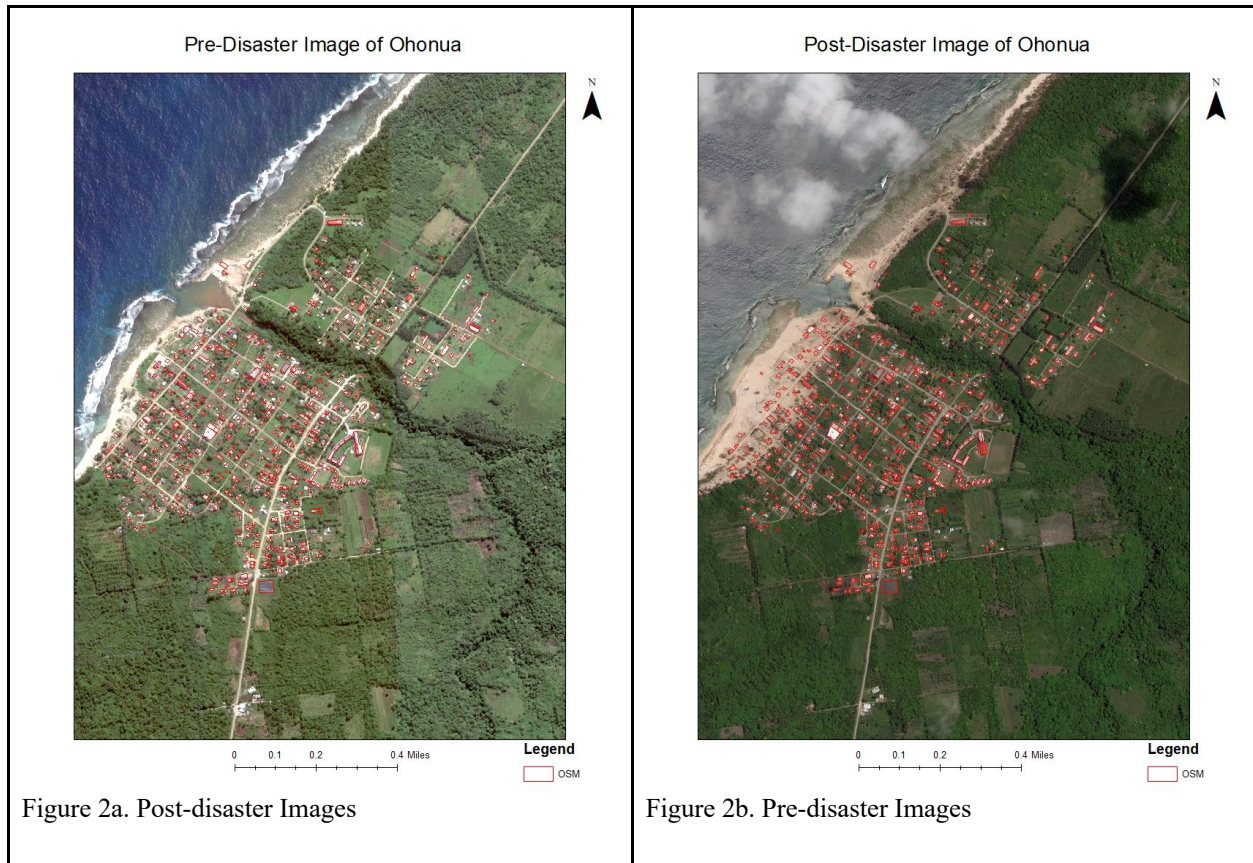 Pre-Disaster Image of Ohonua
N
0 0.1 0.2 0.4 Miles
Legend
OSM
Figure 2a. Post-disaster Images
Post-Disaster Image of Ohonua
N
0 0.1 0.2 0.4 Miles
Legend
OSM
Figure 2b. Pre-disaster Images